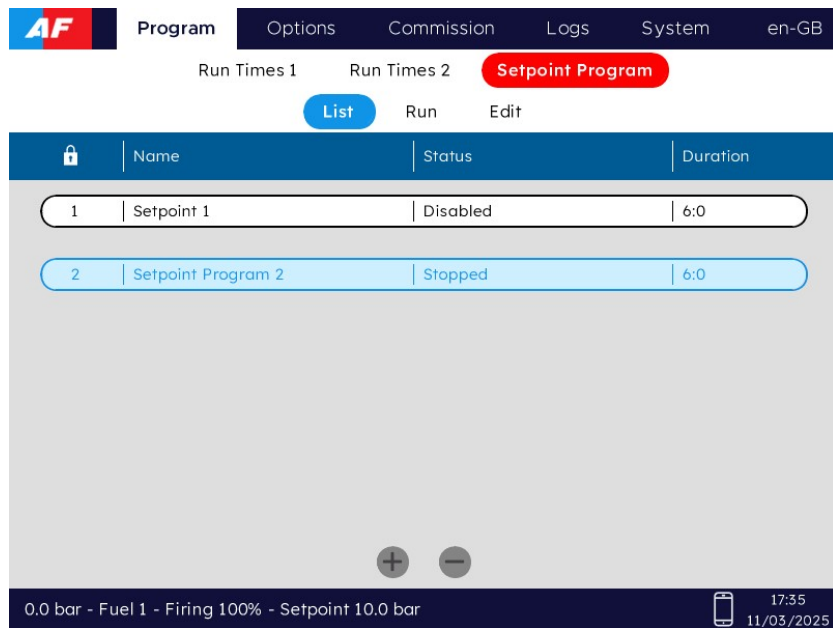 AF Program Options Commission Logs System en-GB
Run Times 1 Run Times 2 Setpoint Program
List Run Edit
Name Status Duration
1 Setpoint 1 Disabled 6:0
2 Setpoint Program 2 Stopped 6:0
0.0 bar - Fuel 1 - Firing 100% - Setpoint 10.0 bar 17:35
11/03/2025